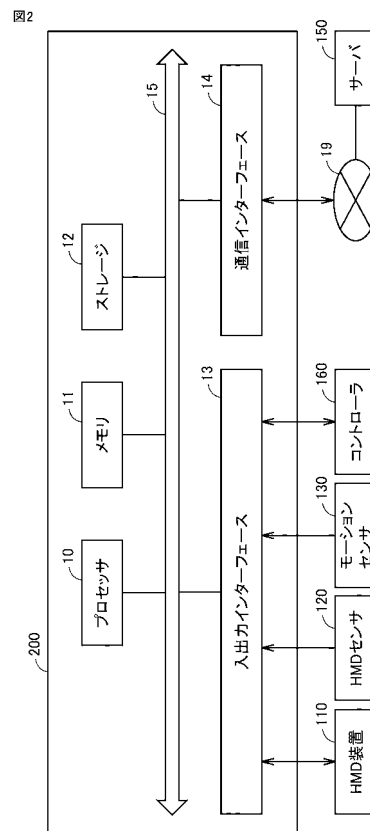 図2
200
10
プロセッサ
11
メモリ
12
ストレージ
15
13
入出力インターフェース
14
通信インターフェース
110
HMD装置
120
HMDセンサ
130
モーション
センサ
160
コントローラ
19
150
サーバ